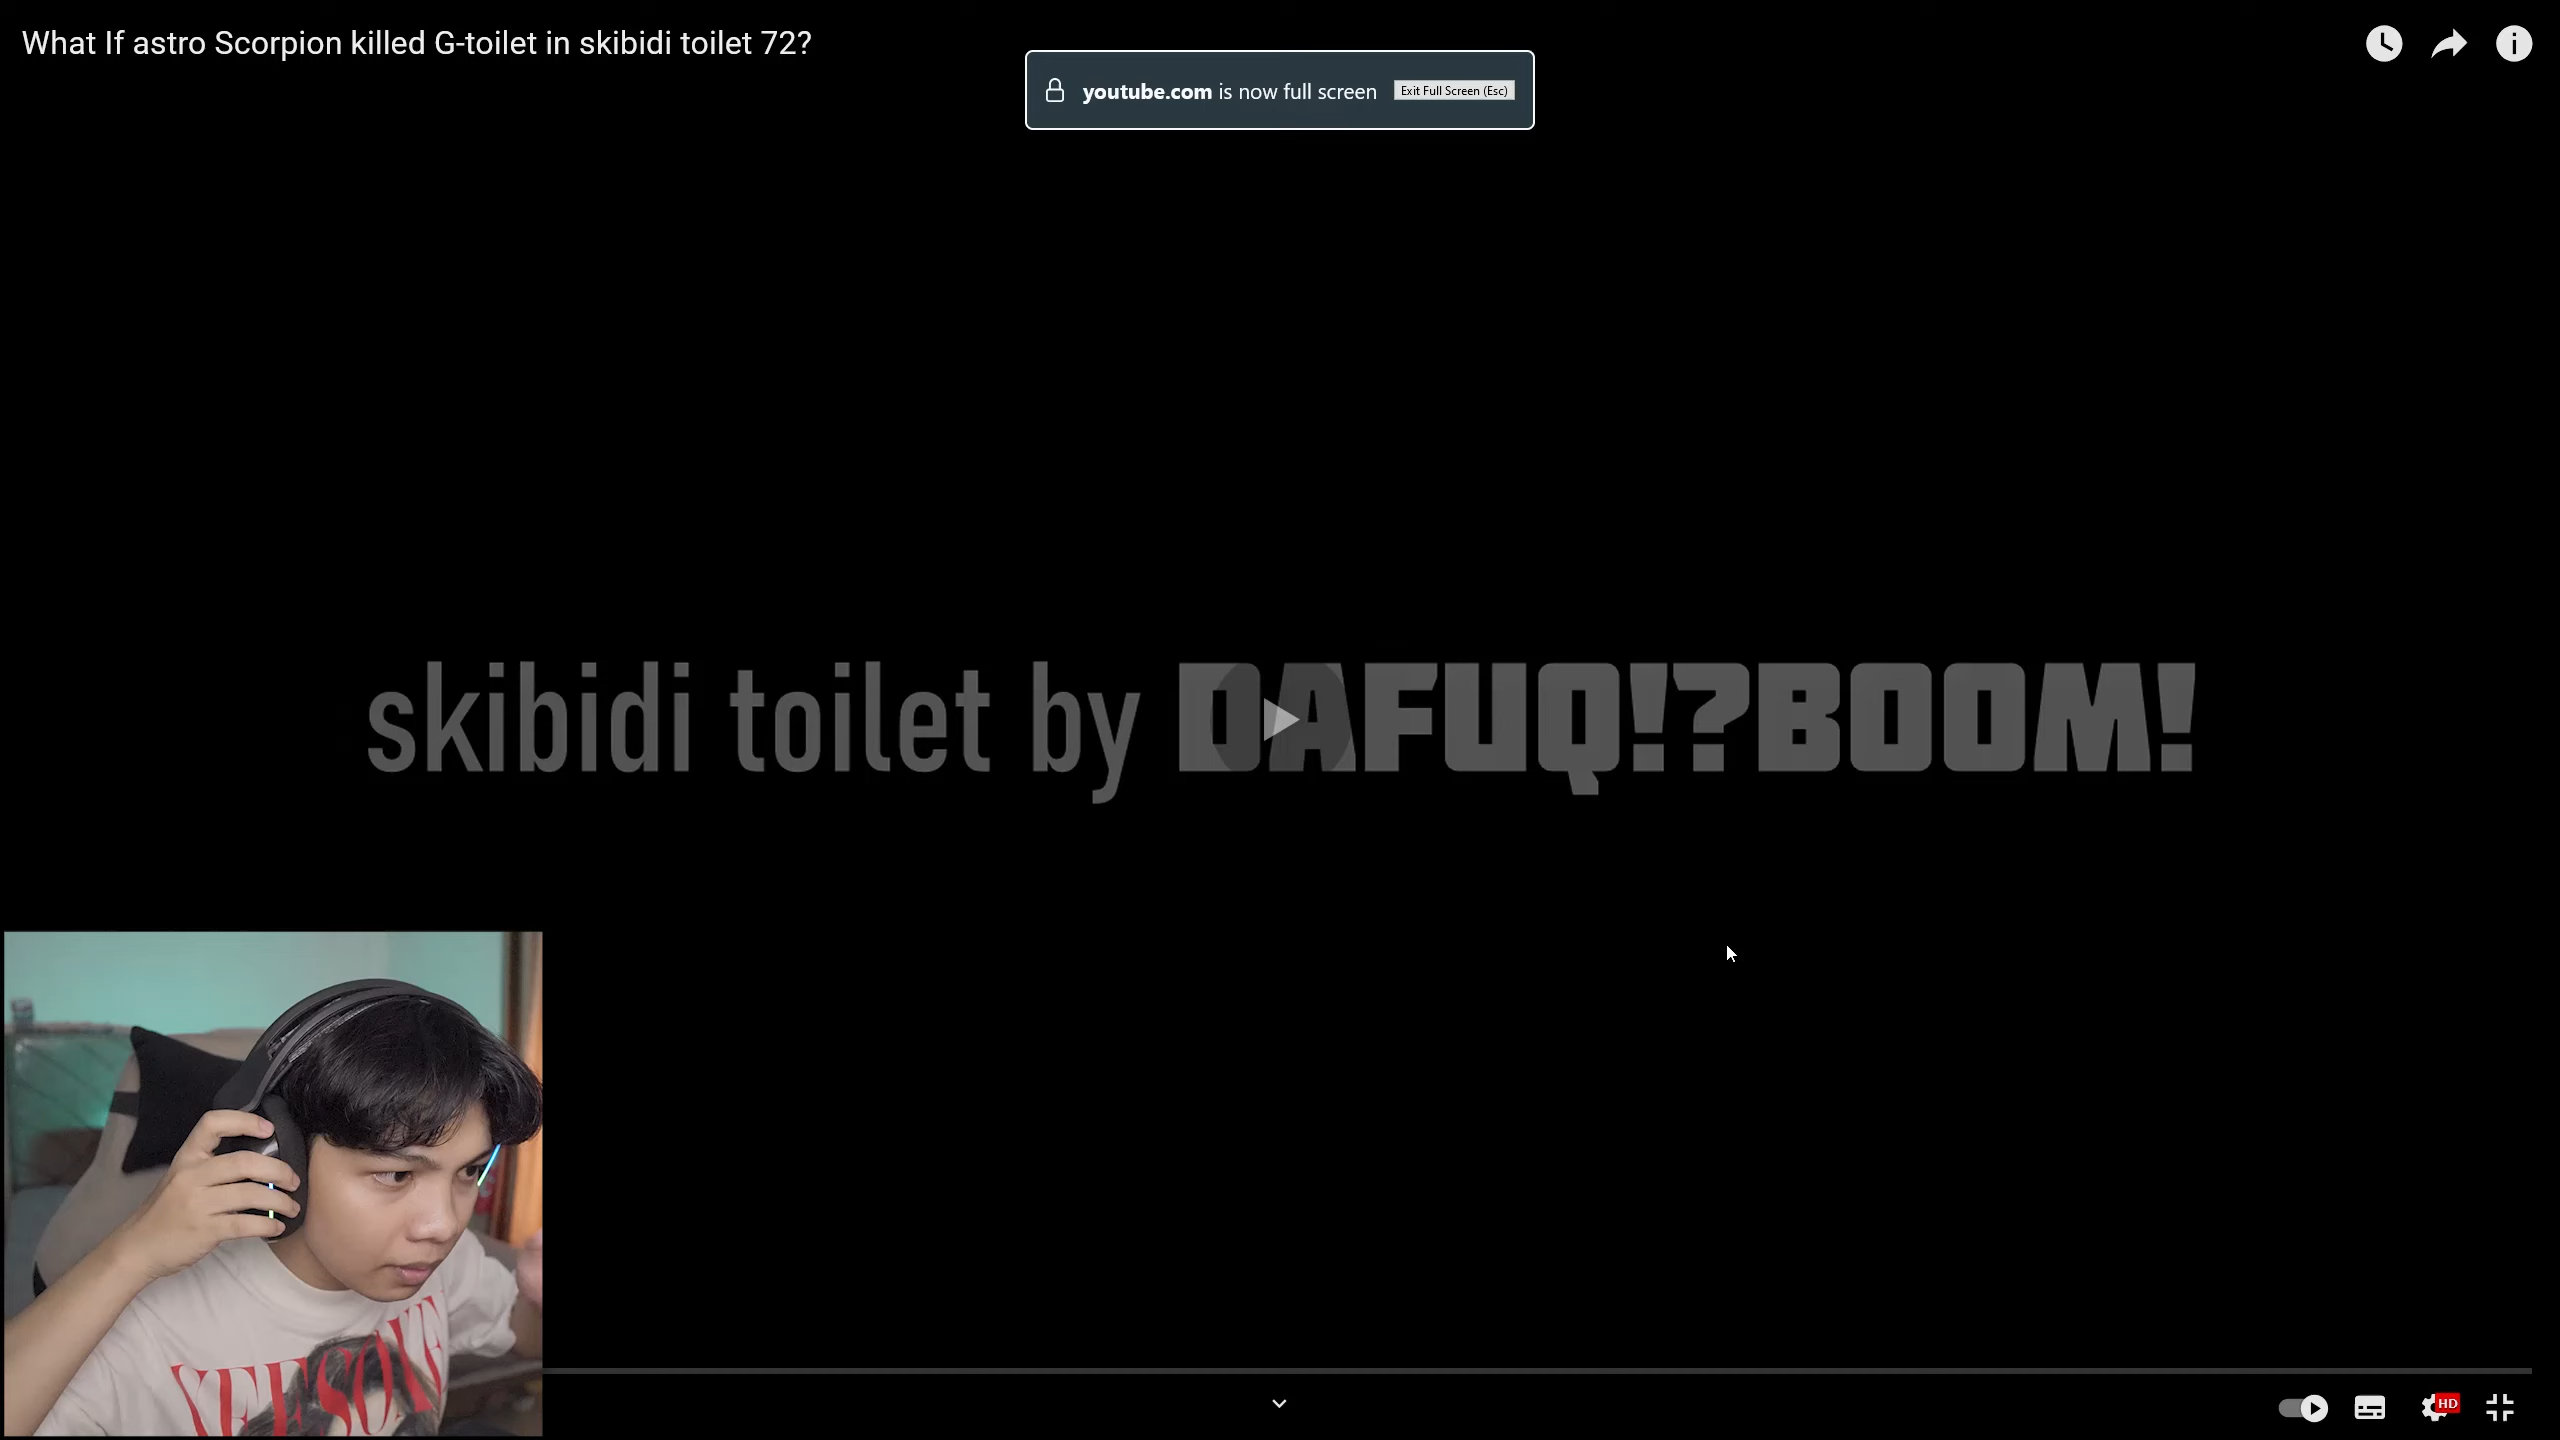 What If astro Scorpion killed G-toilet in skibidi toilet 72?
youtube.com is now full screen
Exit Full Screen (Esc)
skibidi toilet by DAFUQ!?BOOM!
HD